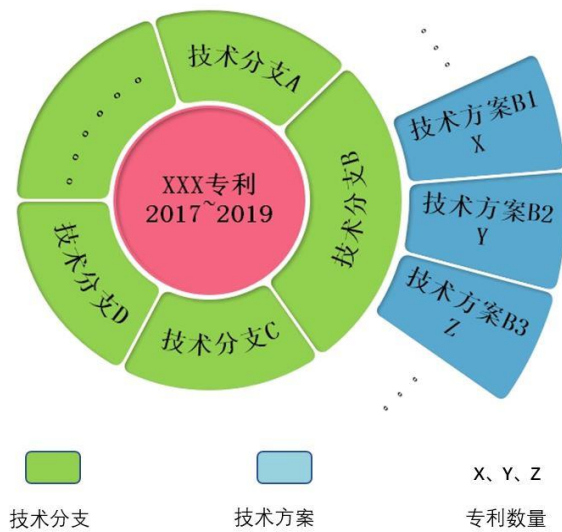 技术分支A
技术分支B
技术方案B1
X
XXX专利
2017~2019
技术方案B2
Y
技术分支D
技术方案B3
Z
技术分支C
X、Y、Z
技术分支
技术方案
专利数量